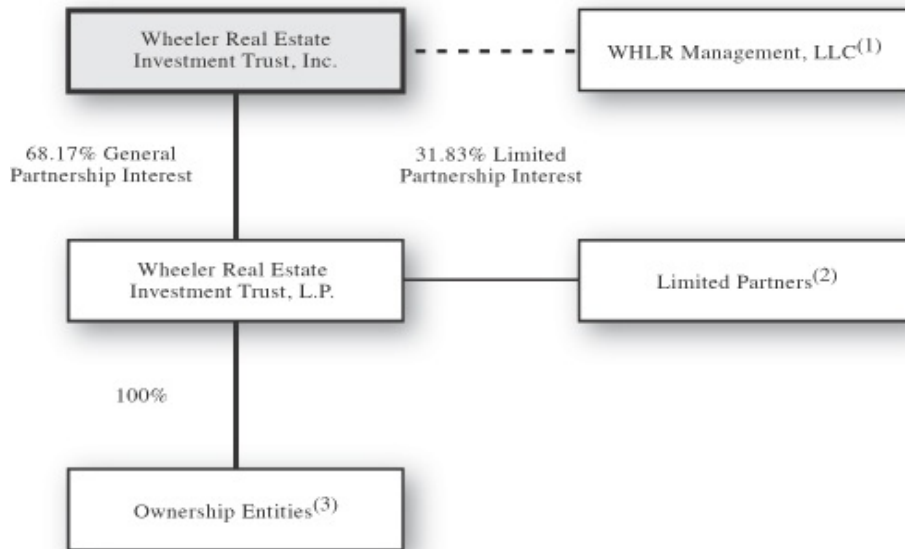 Wheeler Real Estate
Investment Trust, Inc.
WHLR Management, LLC(1)
68.17% General
Partnership Interest
31.83% Limited
Partnership Interest
Wheeler Real Estate
Investment Trust, L.P.
Limited Partners(2)
100%
Ownership Entities(3)